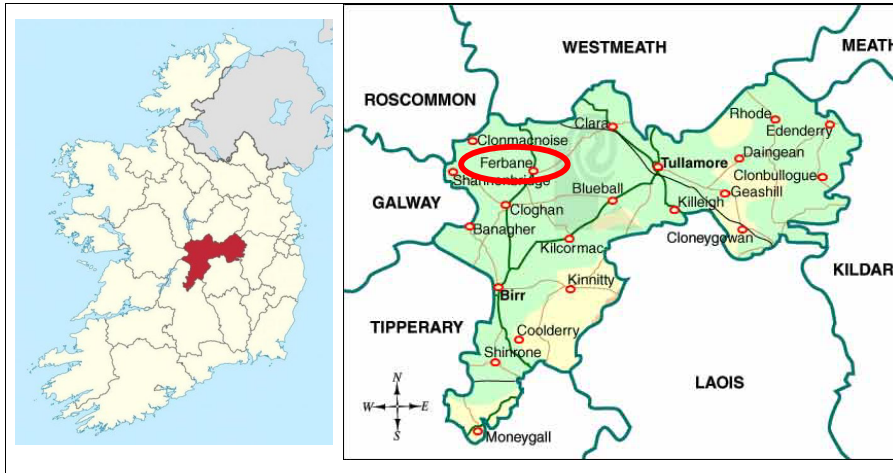 WESTMEATH
MEATH
ROSCOMMON
Rhode
Clara
Edenderry
Clonmacnoise
Ferbane
Tullamore
Daingean
Shannonbridge
Clonbullogue
Blueball
Geashill
GALWAY
Cloghan
Killeigh
Banagher
Cloneygowan
Kilcormac
KILDAR
Kinnitty
Birr
TIPPERARY
Coolderry
Shinrone
LAOIS
N
W
E
S
Moneygall